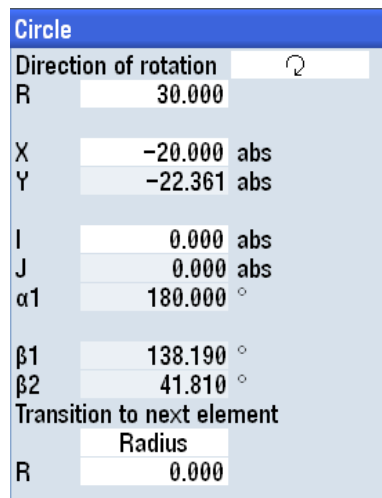 Circle
Direction of rotation
R 30.000
X -20.000 abs
Y -22.361 abs
I 0.000 abs
J 0.000 abs
α1 180.000 °
β1 138.190 °
β2 41.810 °
Transition to next element
Radius
R 0.000